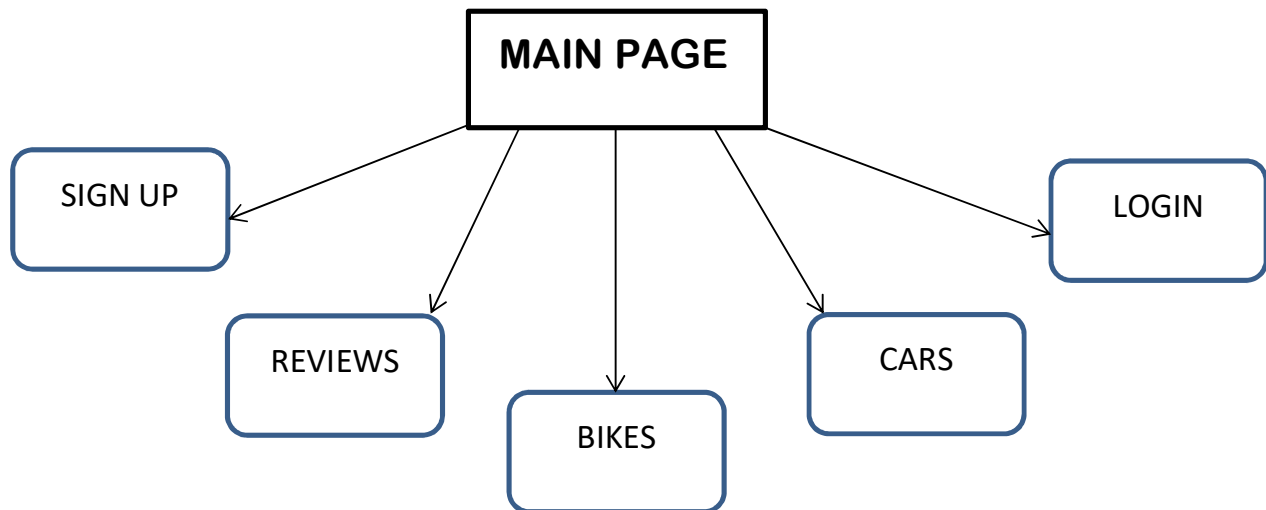 MAIN PAGE
SIGN UP
LOGIN
REVIEWS
CARS
BIKES